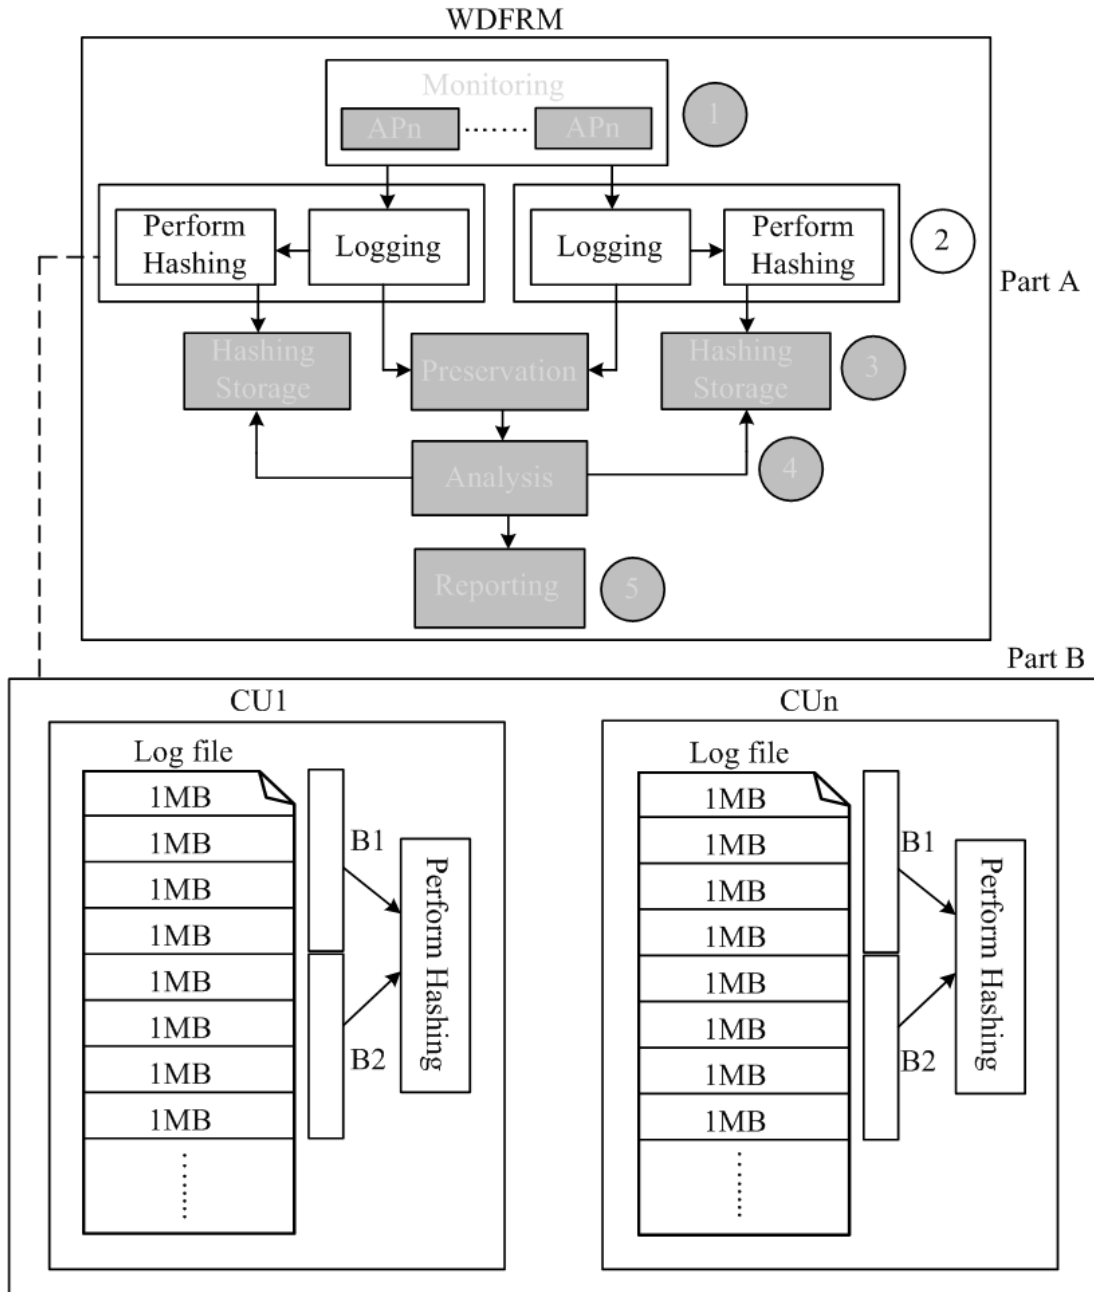 WDFRM
Monitoring
APn ....... APn
1
Perform
Hashing
Logging
Logging
Perform
Hashing
2
Part A
Hashing
Storage
Preservation
Hashing
Storage
3
Analysis
4
Reporting
5
Part B
CU1
Log file
1MB
1MB
1MB
1MB
1MB
1MB
1MB
1MB
........
B1
B2
Perform Hashing
CUn
Log file
1MB
1MB
1MB
1MB
1MB
1MB
1MB
1MB
........
B1
B2
Perform Hashing